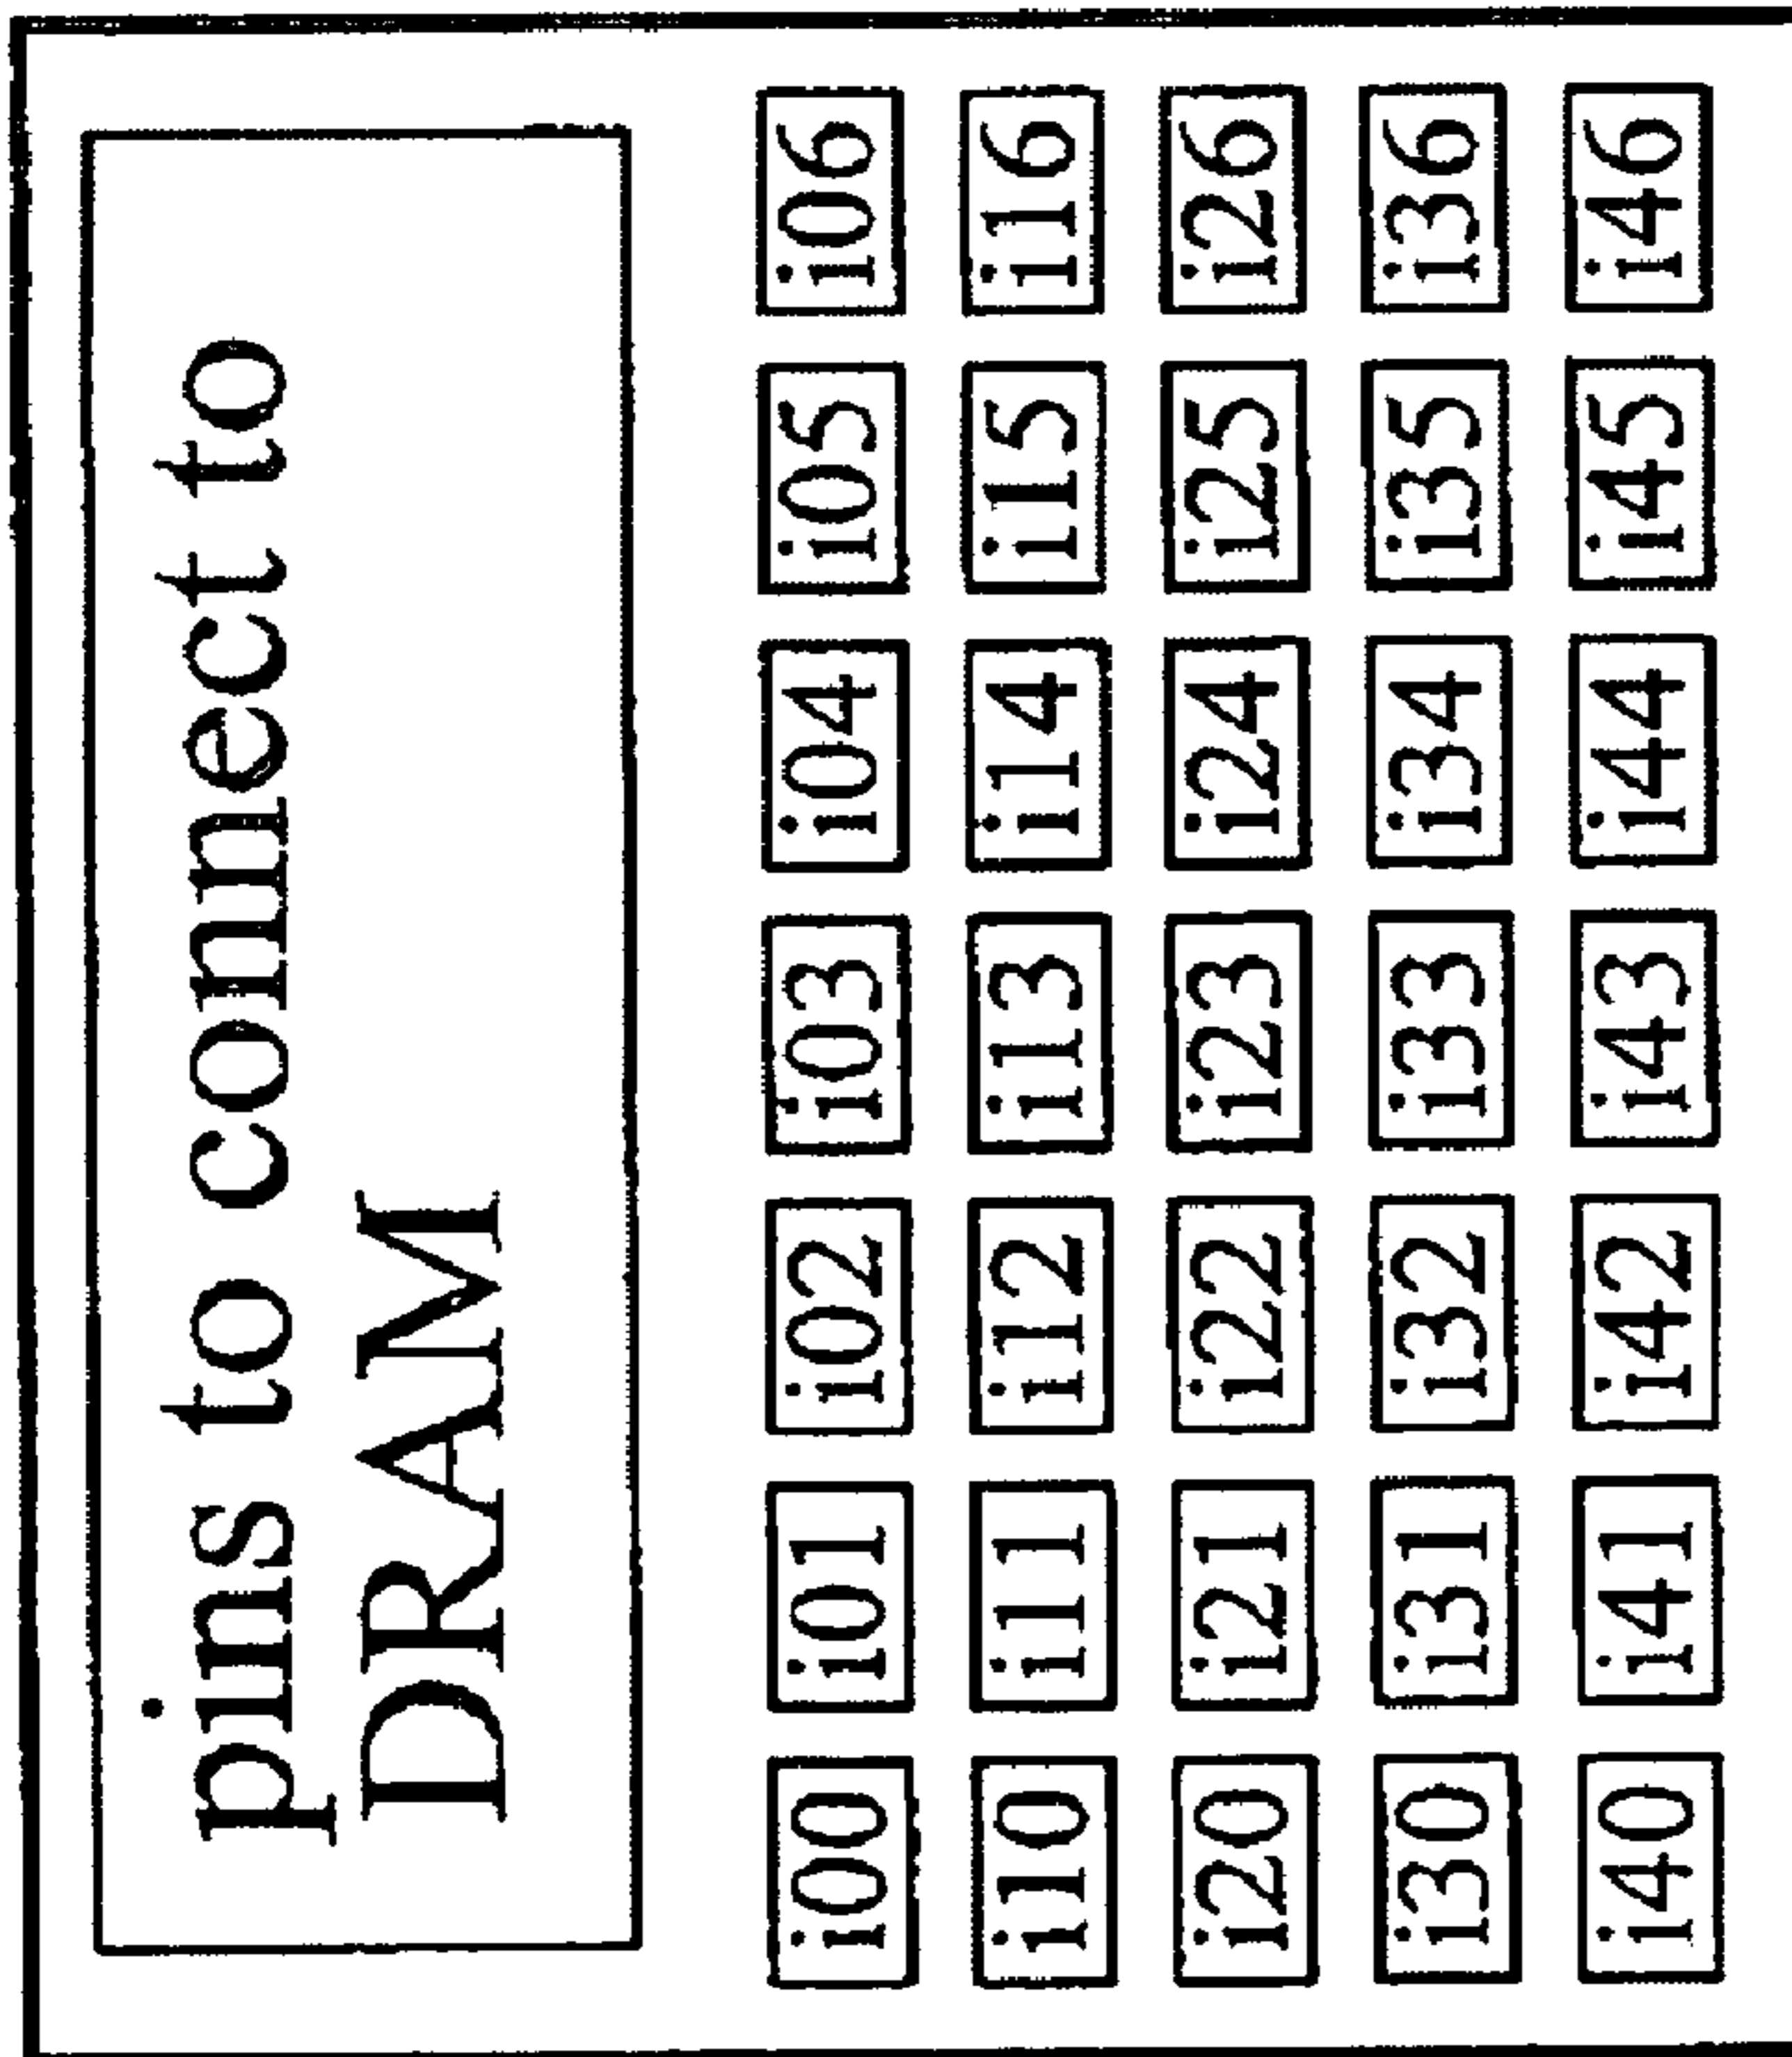 pins to connect to
DRAM
i00 i01 i02 i03 i04 i05 i06
i10 i11 i12 i13 i14 i15 i16
i20 i21 i22 i23 i24 i25 i26
i30 i31 i32 i33 i34 i35 i36
i40 i41 i42 i43 i44 i45 i46